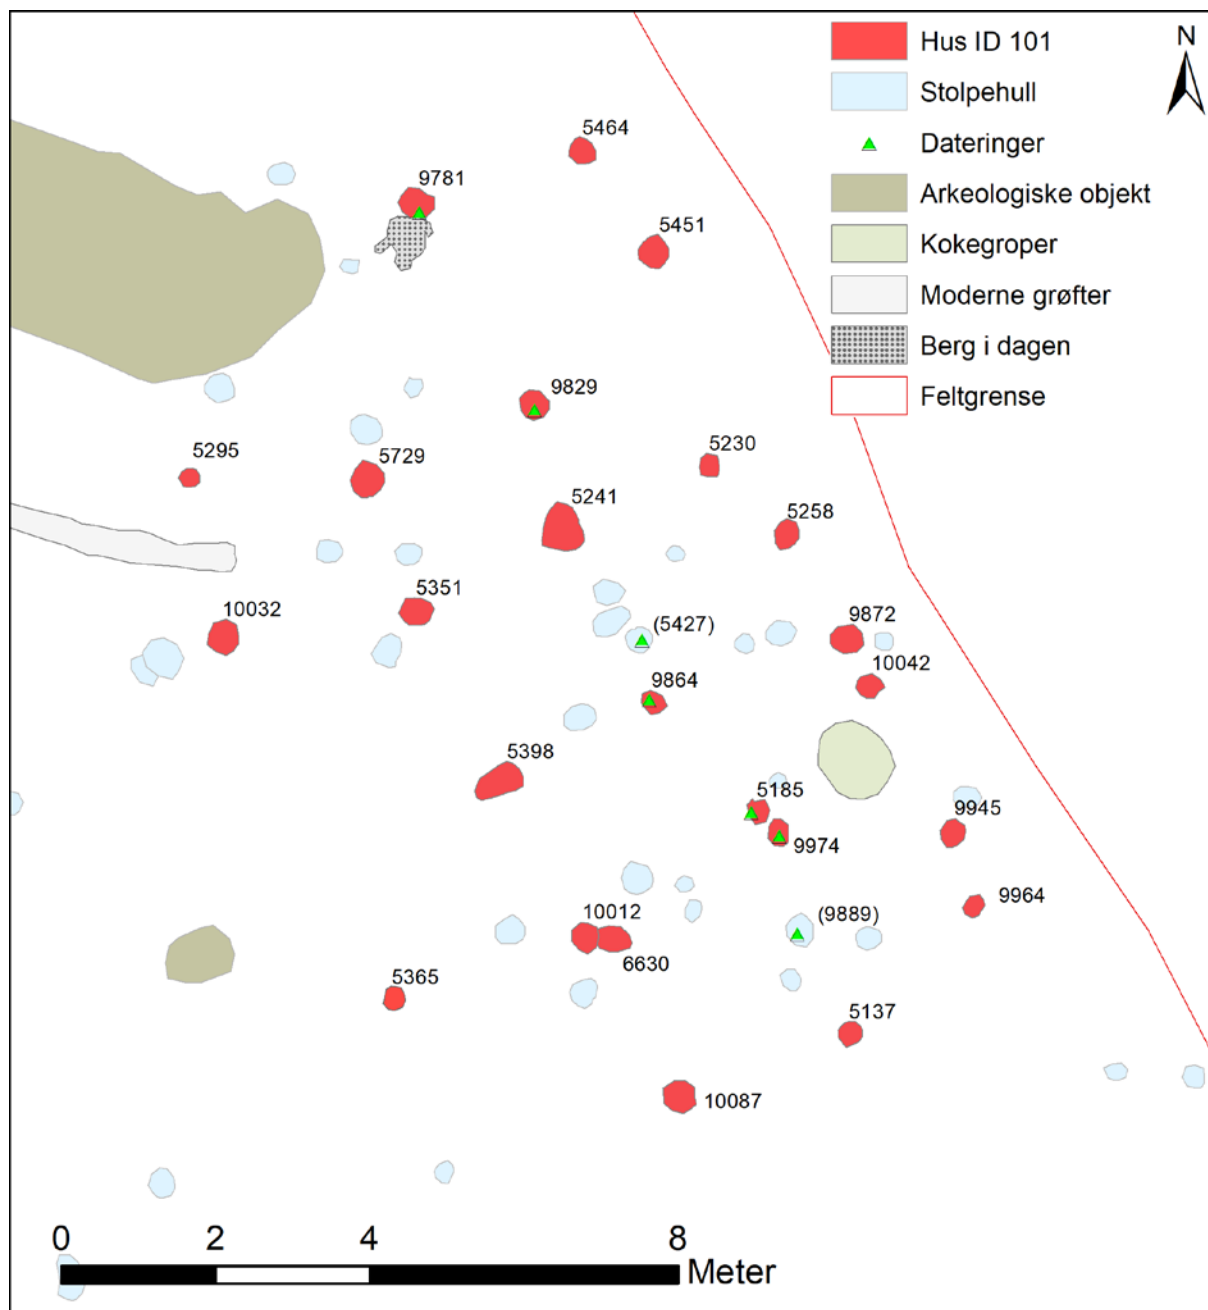 Hus ID 101
N
Stolpehull
Dateringer
Arkeologiske objekt
Kokegroper
Moderne grøfter
Berg i dagen
Feltgrense
5464
9781
5451
9829
5295
5729
5230
5241
5258
5351
10032
(5427)
9872
10042
9864
5398
5185
9945
9974
9964
10012
(9889)
6630
5365
5137
10087
0 2 4 8
Meter